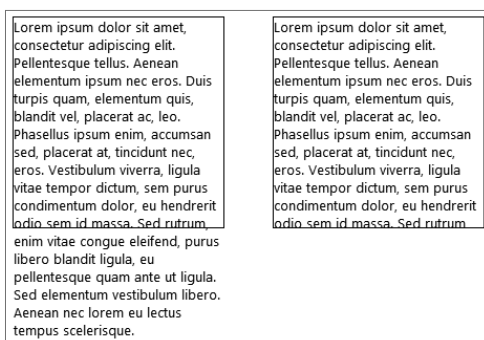 Lorem ipsum dolor sit amet,
consectetur adipiscing elit.
Pellentesque tellus. Aenean
elementum ipsum nec eros. Duis
turpis quam, elementum quis,
blandit vel, placerat ac, leo.
Phasellus ipsum enim, accumsan
sed, placerat at, tincidunt nec,
eros. Vestibulum viverra, ligula
vitae tempor dictum, sem purus
condimentum dolor, eu hendrerit
odio sem id massa. Sed rutrum,
enim vitae congue eleifend, purus
libero blandit ligula, eu
pellentesque quam ante ut ligula.
Sed elementum vestibulum libero.
Aenean nec lorem eu lectus
tempus scelerisque.
Lorem ipsum dolor sit amet,
consectetur adipiscing elit.
Pellentesque tellus. Aenean
elementum ipsum nec eros. Duis
turpis quam, elementum quis,
blandit vel, placerat ac, leo.
Phasellus ipsum enim, accumsan
sed, placerat at, tincidunt nec,
eros. Vestibulum viverra, ligula
vitae tempor dictum, sem purus
condimentum dolor, eu hendrerit
odio sem id massa. Sed rutrum